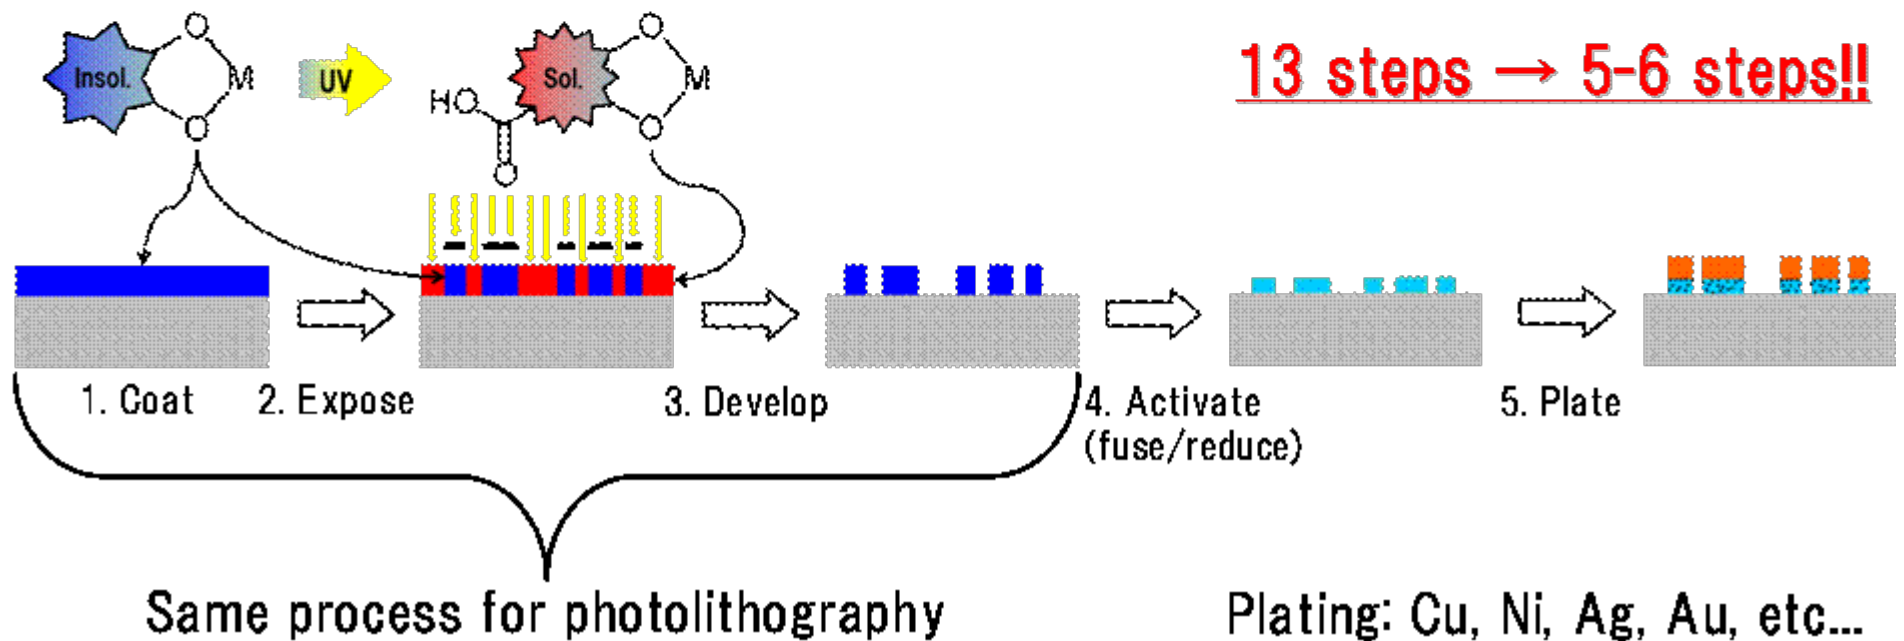 Insol.
O
M
O
UV
HO
O
Sol.
O
M
O
13 steps → 5-6 steps!!
1. Coat
2. Expose
3. Develop
4. Activate
(fuse/reduce)
5. Plate
Same process for photolithography
Plating: Cu, Ni, Ag, Au, etc...